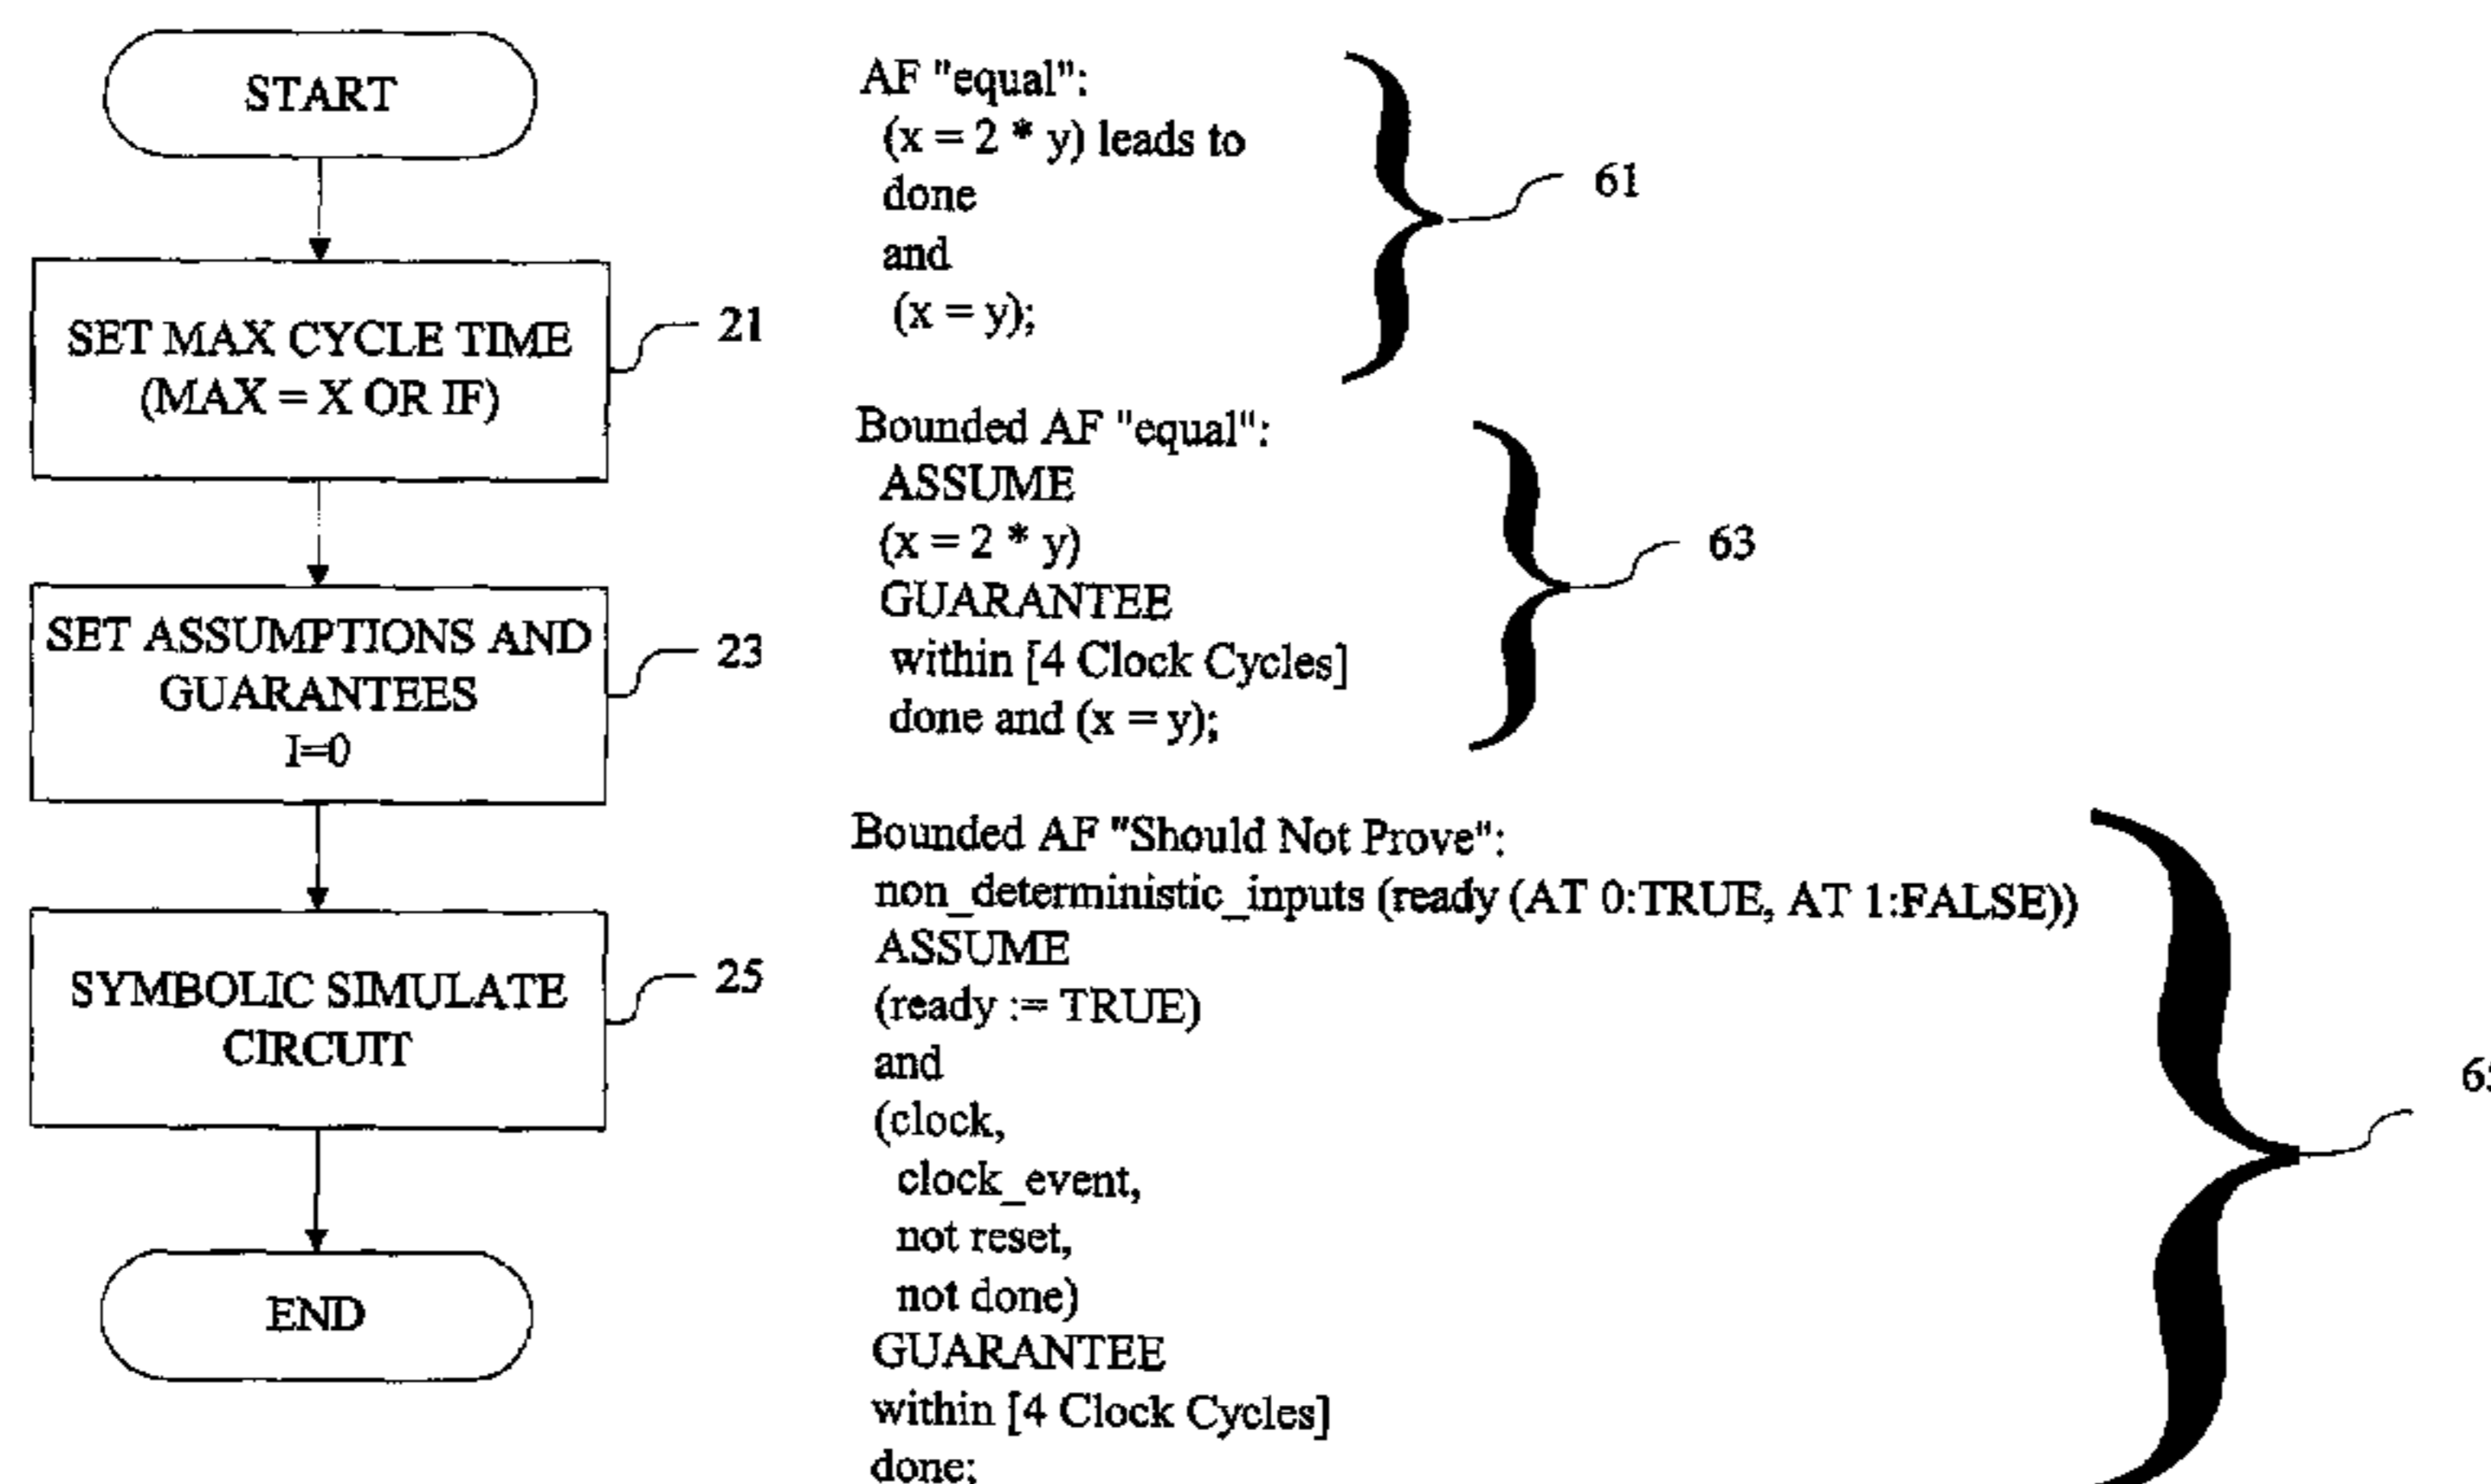 START
SET MAX CYCLE TIME
(MAX = X OR IF)
21
SET ASSUMPTIONS AND
GUARANTEES
I=0
23
SYMBOLIC SIMULATE
CIRCUIT
25
END
AF "equal":
(x = 2 * y) leads to
done
and
(x = y);
61
Bounded AF "equal":
ASSUME
(x = 2 * y)
GUARANTEE
within [4 Clock Cycles]
done and (x = y);
63
Bounded AF "Should Not Prove":
non_deterministic_inputs (ready (AT 0:TRUE, AT 1:FALSE))
ASSUME
(ready := TRUE)
and
(clock,
clock_event,
not reset,
not done)
GUARANTEE
within [4 Clock Cycles]
done;